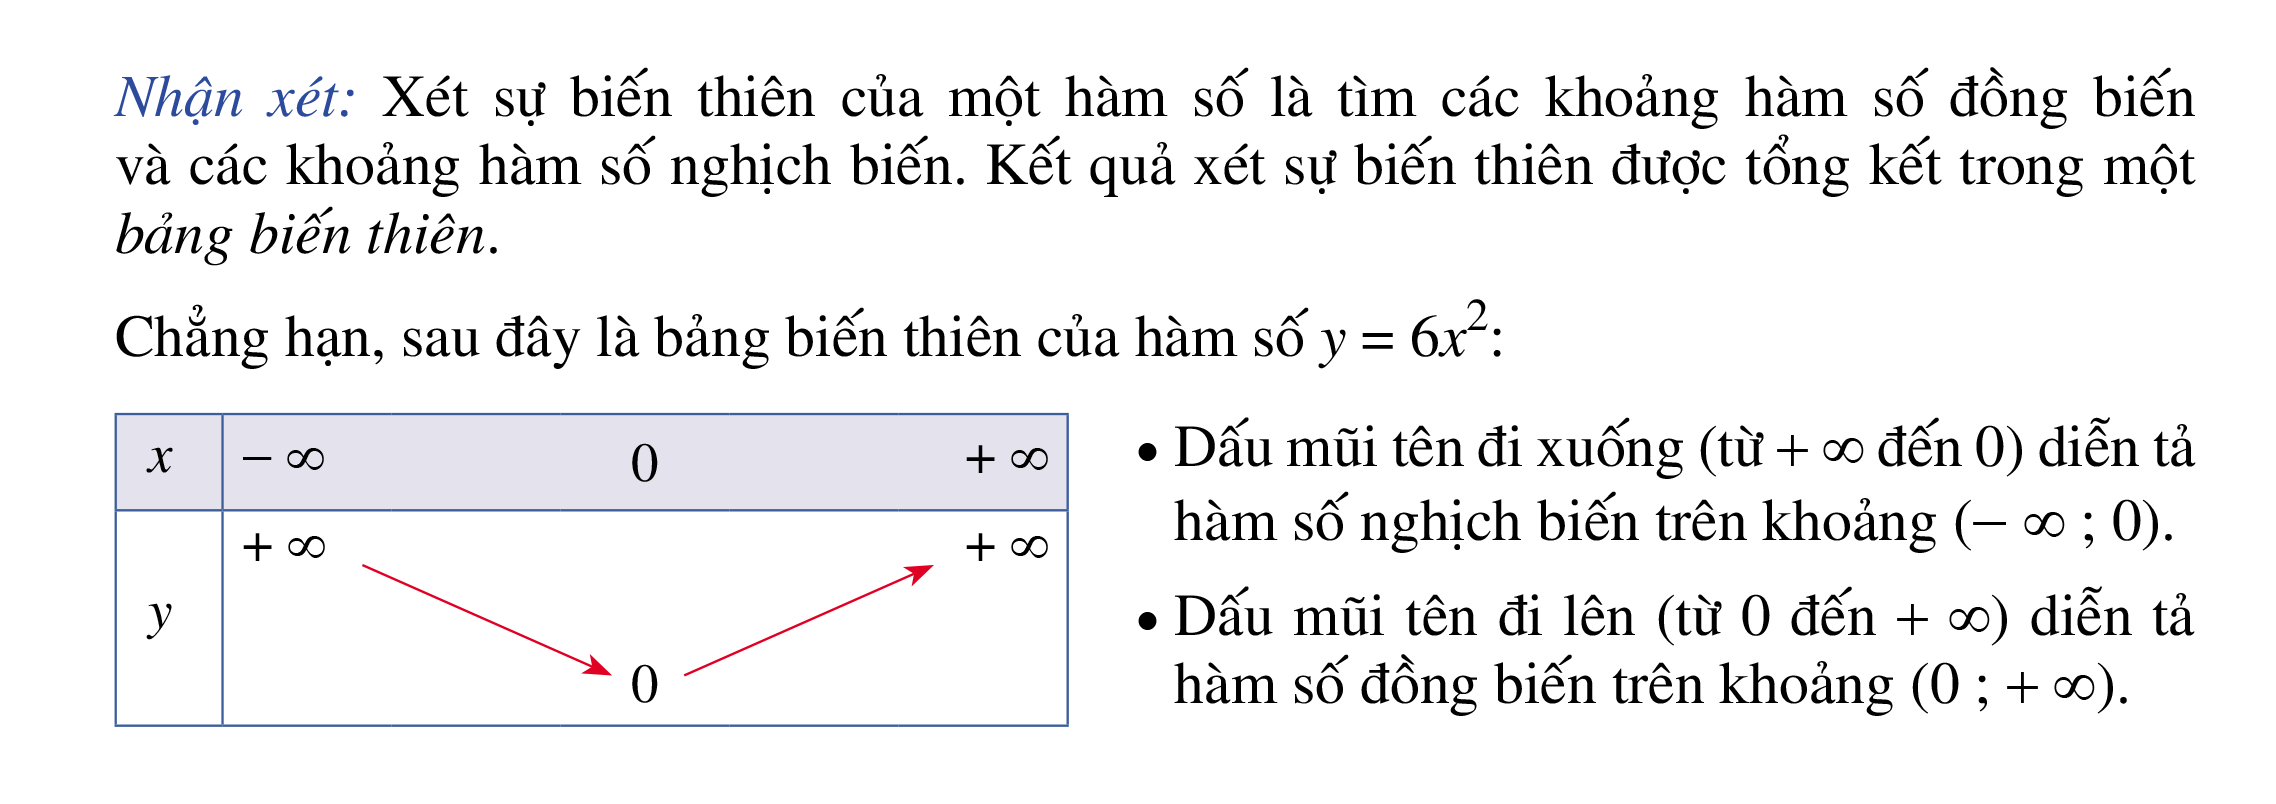 Nhận xét: Xét sự biến thiên của một hàm số là tìm các khoảng hàm số đồng biến
và các khoảng hàm số nghịch biến. Kết quả xét sự biến thiên được tổng kết trong một
bảng biến thiên.
Chẳng hạn, sau đây là bảng biến thiên của hàm số y = 6x²:
x − ∞ 0 + ∞
y + ∞ 0 + ∞
• Dấu mũi tên đi xuống (từ + ∞ đến 0) diễn tả
hàm số nghịch biến trên khoảng (− ∞ ; 0).
• Dấu mũi tên đi lên (từ 0 đến + ∞) diễn tả
hàm số đồng biến trên khoảng (0 ; + ∞).